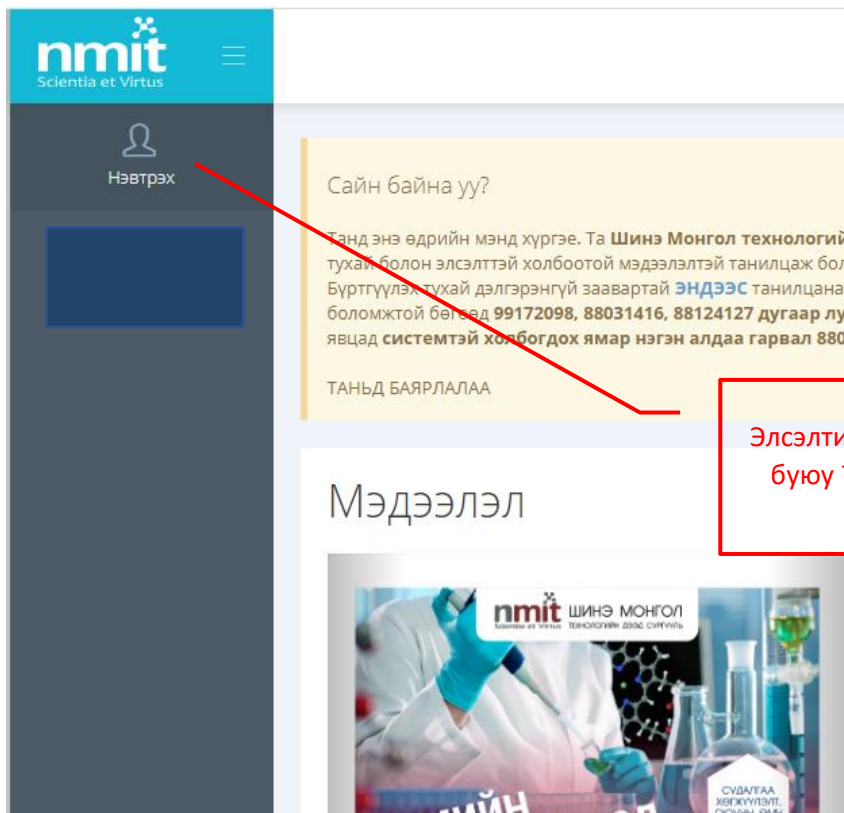 nmit
Scientia et Virtus
Нэвтрэх
Сайн байна уу?
Танд энэ өдрийн мэнд хүргэе. Та Шинэ Монгол технологий
тухай болон элсэлттэй холбоотой мэдээлэлтэй танилцаж бол
Бүртгүүлэх тухай дэлгэрэнгүй заавартай ЭНДЭЭС танилцана
боломжтой бөгөөд 99172098, 88031416, 88124127 дугаар лу
явцад системтэй холбогдох ямар нэгэн алдаа гарвал 880
ТАНЬД БАЯРЛАЛАА
Элсэлти
буюу
Мэдээлэл
nmit ШИНЭ МОНГОЛ
Scientia et Virtus ТЕХНОЛОГИЙН ДЭЭД СУРГУУЛЬ
СУДАЛГАА
ХӨГЖҮҮЛЭЛТ,